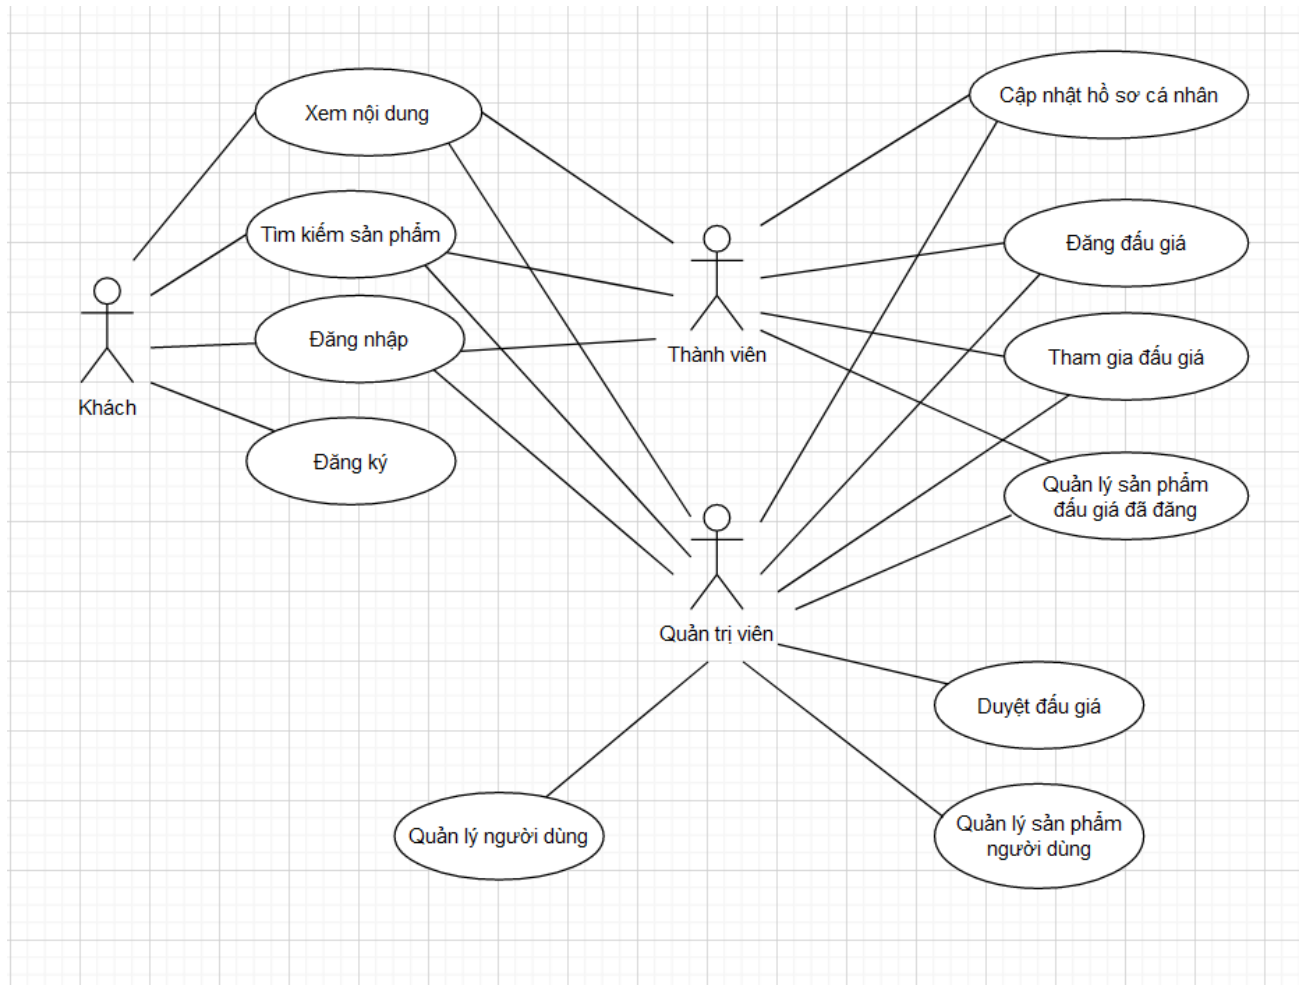 Xem nội dung
Cập nhật hồ sơ cá nhân
Tìm kiếm sản phẩm
Đăng đấu giá
Đăng nhập
Thành viên
Tham gia đấu giá
Khách
Đăng ký
Quản lý sản phẩm
đấu giá đã đăng
Quản trị viên
Duyệt đấu giá
Quản lý người dùng
Quản lý sản phẩm
người dùng